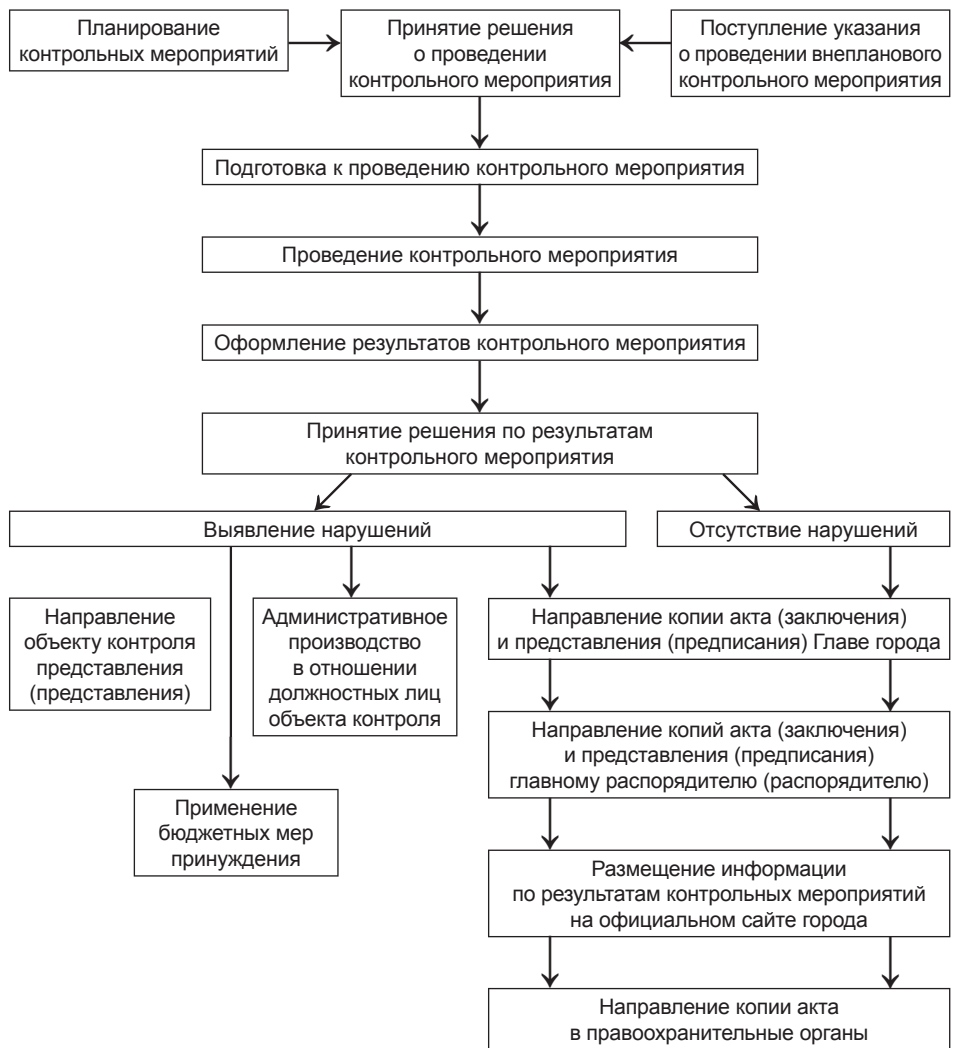 Планирование
контрольных мероприятий
Принятие решения
о проведении
контрольного мероприятия
Поступление указания
о проведении внепланового
контрольного мероприятия
Подготовка к проведению контрольного мероприятия
Проведение контрольного мероприятия
Оформление результатов контрольного мероприятия
Принятие решения по результатам
контрольного мероприятия
Выявление нарушений
Отсутствие нарушений
Направление
объекту контроля
представления
(представления)
Административное
производство
в отношении
должностных лиц
объекта контроля
Направление копии акта (заключения)
и представления (предписания) Главе города
Направление копий акта (заключения)
и представления (предписания)
главному распорядителю (распорядителю)
Применение
бюджетных мер
принуждения
Размещение информации
по результатам контрольных мероприятий
на официальном сайте города
Направление копии акта
в правоохранительные органы